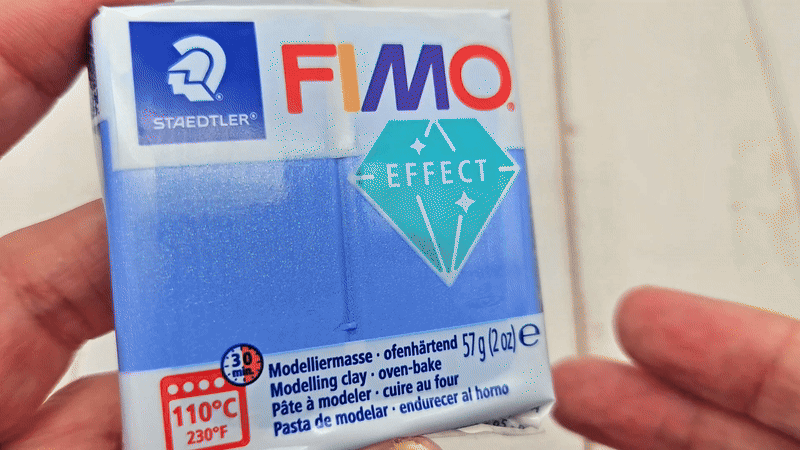 STAEDTLER®
FIMO®
EFFECT
57 g (2 oz) e
30 min.
110°C
230°F
Modelliermasse · ofenhärtend
Modelling clay · oven-bake
Pâte à modeler · cuire au four
Pasta de modelar · endurecer al horno